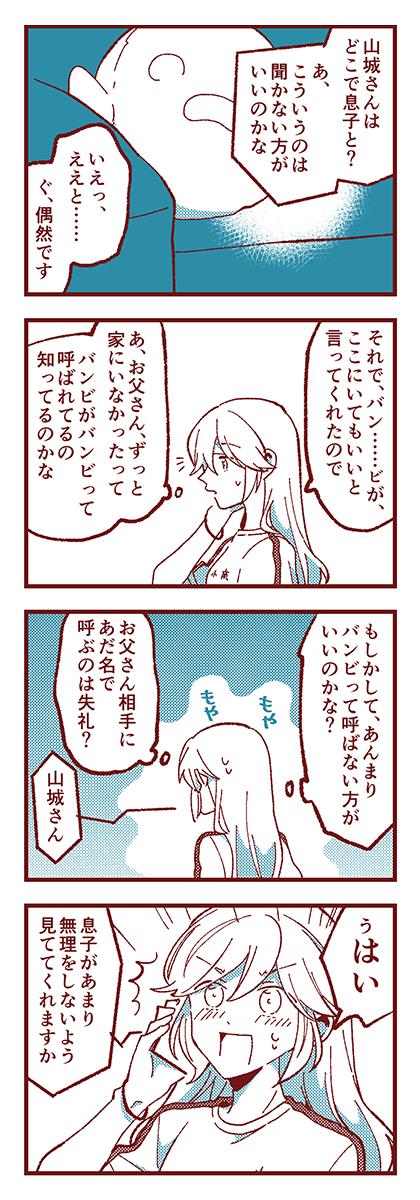 山城さんは
どこで息子と？
あ、
こういうのは
聞かない方が
いいのかな
いえっ、
ええと……
ぐ、偶然です
それで、バン……ビが、
ここにいてもいいと
言ってくれたので
あ、お父さん、ずっと
家にいなかったって
バンビがバンビって
呼ばれてるの
知ってるのかな
もしかして、あんまり
バンビって呼ばない方が
いいのかな？
もや
もや
お父さん相手に
あだ名で
呼ぶのは失礼？
山城さん
うはい
息子があまり
無理をしないよう
見ててくれますか